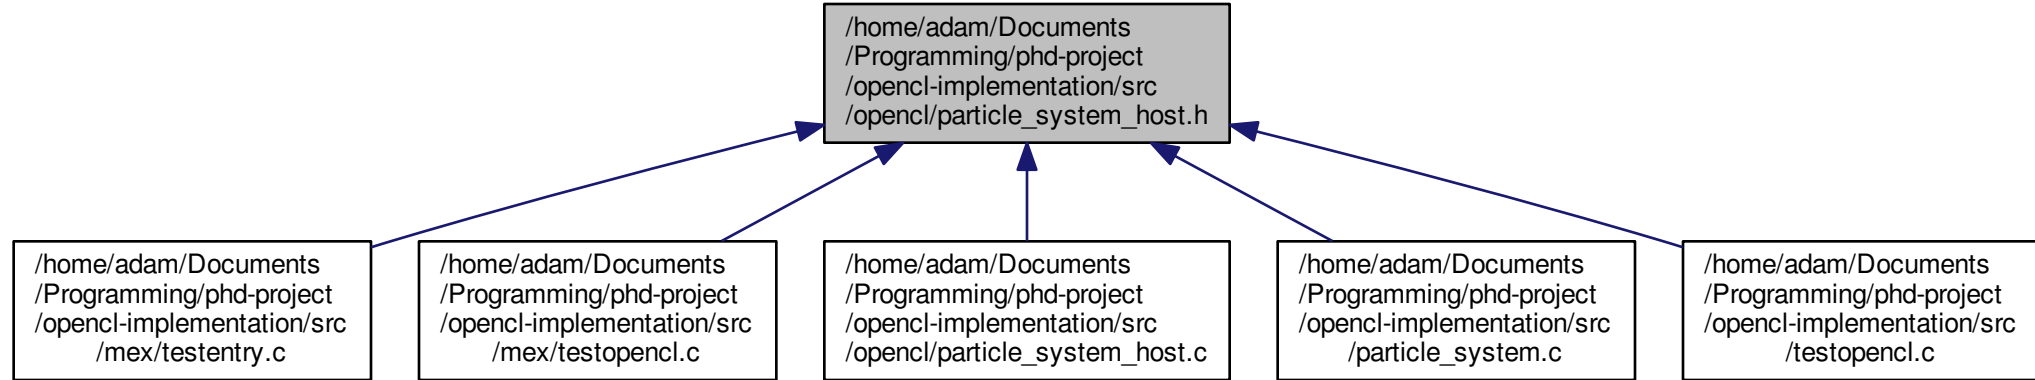 /home/adam/Documents
/Programming/phd-project
/opencl-implementation/src
/opencl/particle_system_host.h
/home/adam/Documents
/Programming/phd-project
/opencl-implementation/src
/mex/testentry.c
/home/adam/Documents
/Programming/phd-project
/opencl-implementation/src
/mex/testopencl.c
/home/adam/Documents
/Programming/phd-project
/opencl-implementation/src
/opencl/particle_system_host.c
/home/adam/Documents
/Programming/phd-project
/opencl-implementation/src
/particle_system.c
/home/adam/Documents
/Programming/phd-project
/opencl-implementation/src
/testopencl.c